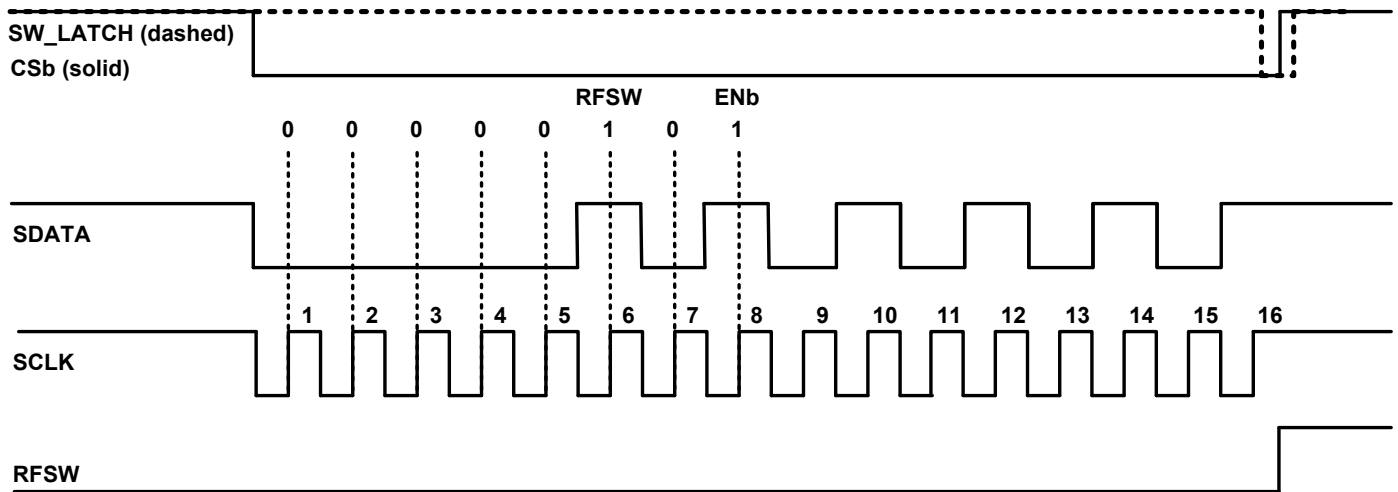 SW_LATCH (dashed)
CSb (solid)
RFSW ENb
0 0 0 0 0 1 0 1
SDATA
1 2 3 4 5 6 7 8 9 10 11 12 13 14 15 16
SCLK
RFSW